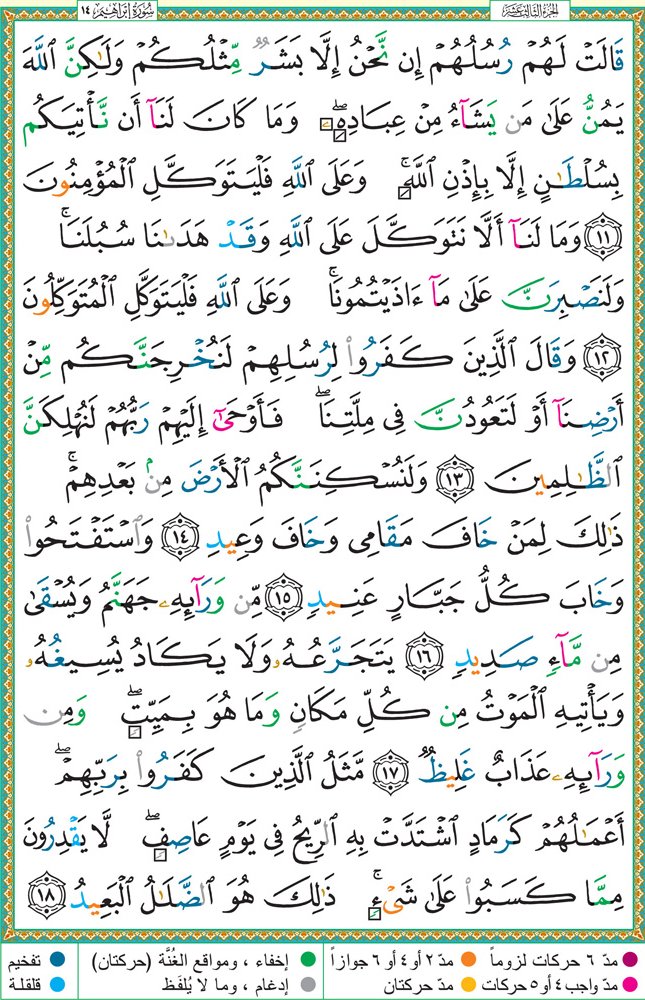 الجزء الثالث عشر سورة إبراهيم ١٤
قَالَتْ لَهُمْ رُسُلُهُمْ إِن نَّحْنُ إِلَّا بَشَرٌ مِّثْلُكُمْ وَلَٰكِنَّ ٱللَّهَ
يَمُنُّ عَلَىٰ مَن يَشَآءُ مِنْ عِبَادِهِۦ ۖ وَمَا كَانَ لَنَآ أَن نَّأْتِيَكُم
بِسُلْطَٰنٍ إِلَّا بِإِذْنِ ٱللَّهِ ۚ وَعَلَى ٱللَّهِ فَلْيَتَوَكَّلِ ٱلْمُؤْمِنُونَ
١١ وَمَا لَنَآ أَلَّا نَتَوَكَّلَ عَلَى ٱللَّهِ وَقَدْ هَدَىٰنَا سُبُلَنَا ۚ
وَلَنَصْبِرَنَّ عَلَىٰ مَآ ءَاذَيْتُمُونَا ۚ وَعَلَى ٱللَّهِ فَلْيَتَوَكَّلِ ٱلْمُتَوَكِّلُونَ
١٢ وَقَالَ ٱلَّذِينَ كَفَرُوا۟ لِرُسُلِهِمْ لَنُخْرِجَنَّكُم مِّنْ
أَرْضِنَآ أَوْ لَتَعُودُنَّ فِى مِلَّتِنَا ۖ فَأَوْحَىٰٓ إِلَيْهِمْ رَبُّهُمْ لَنُهْلِكَنَّ
ٱلظَّٰلِمِينَ ١٣ وَلَنُسْكِنَنَّكُمُ ٱلْأَرْضَ مِنۢ بَعْدِهِمْ ۚ
ذَٰلِكَ لِمَنْ خَافَ مَقَامِى وَخَافَ وَعِيدِ ١٤ وَٱسْتَفْتَحُوا۟
وَخَابَ كُلُّ جَبَّارٍ عَنِيدٍ ١٥ مِّن وَرَآئِهِۦ جَهَنَّمُ وَيُسْقَىٰ
مِن مَّآءٍ صَدِيدٍ ١٦ يَتَجَرَّعُهُۥ وَلَا يَكَادُ يُسِيغُهُۥ
وَيَأْتِيهِ ٱلْمَوْتُ مِن كُلِّ مَكَانٍ وَمَا هُوَ بِمَيِّتٍ ۖ وَمِن
وَرَآئِهِۦ عَذَابٌ غَلِيظٌ ١٧ مَّثَلُ ٱلَّذِينَ كَفَرُوا۟ بِرَبِّهِمْ ۖ
أَعْمَٰلُهُمْ كَرَمَادٍ ٱشْتَدَّتْ بِهِ ٱلرِّيحُ فِى يَوْمٍ عَاصِفٍ ۖ لَّا يَقْدِرُونَ
مِمَّا كَسَبُوا۟ عَلَىٰ شَىْءٍ ۚ ذَٰلِكَ هُوَ ٱلضَّلَٰلُ ٱلْبَعِيدُ ١٨
مدّ ٦ حركات لزوماً مدّ ٢ أو ٤ أو ٦ جوازاً إخفاء ، ومواقع الغُنَّة (حركتان) تفخيم
مدّ واجب ٤ أو ٥ حركات مدّ حركتان إدغام ، وما لا يُلفَظ قلقلة